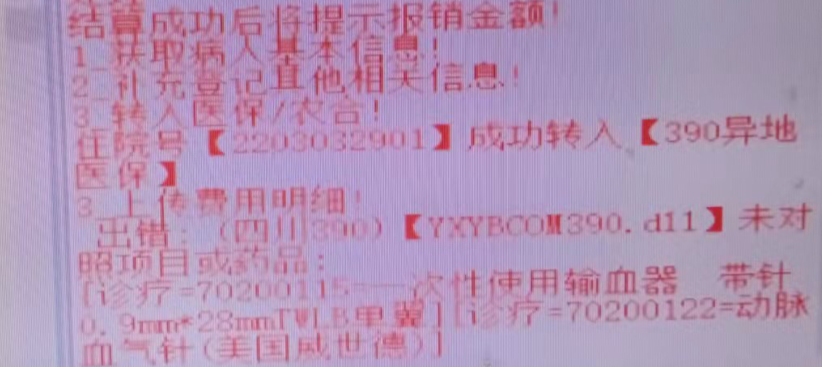 结算成功后将提示报销金额!
1 获取病人基本信息!
2 补充登记其他相关信息!
3 转入医保/农合!
住院号【2203032901】成功转入【390异地
医保】
3 上传费用明细!
出错:(四川390)【YXYBCOM390.dll】未对
照项目或药品:
[诊疗=70200115=一次性使用输血器 带针
0.9mm*28mmTWLB单翼][诊疗=70200122=动脉
血气针(美国威世德)]